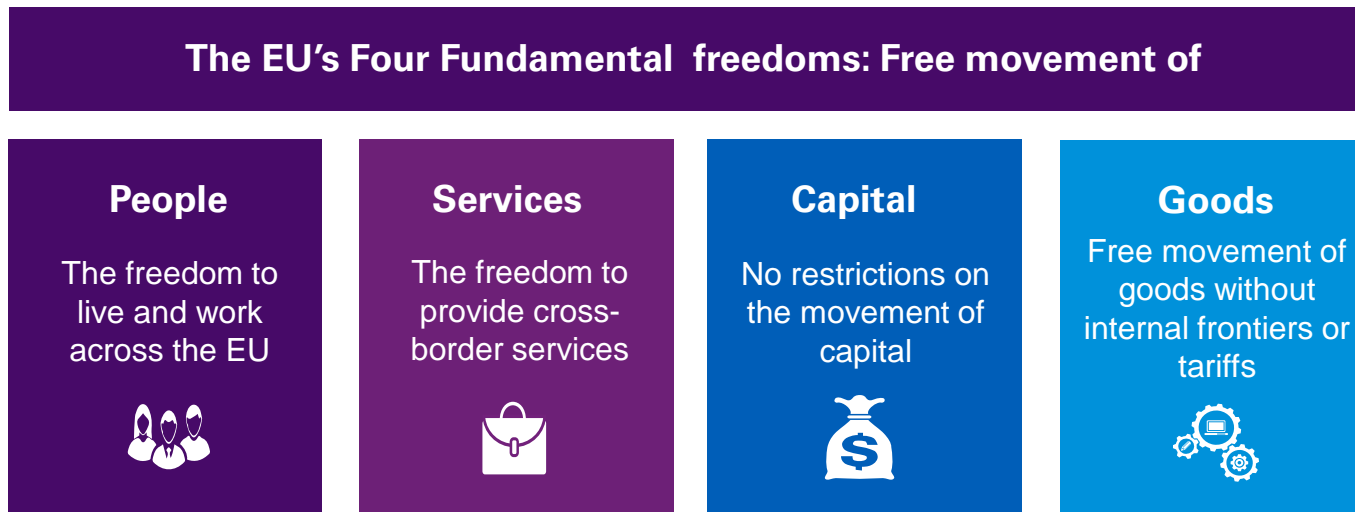 The EU’s Four Fundamental  freedoms: Free movement of
People
The freedom to
live and work
across the EU
Services
The freedom to
provide cross-
border services
Capital
No restrictions on
the movement of
capital
$
Goods
Free movement of
goods without
internal frontiers or
tariffs